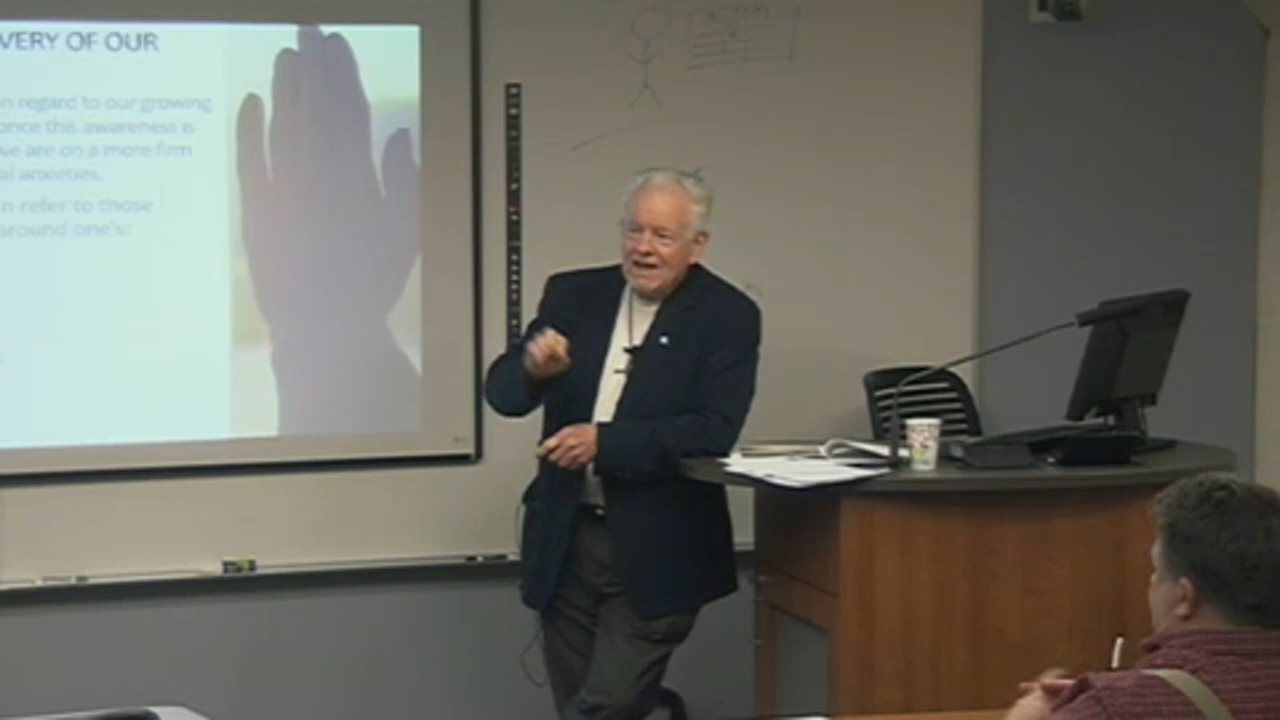 VERY OF OUR
n regard to our growing
once this awareness is
we are on a more firm
al anxieties.
n refer to those
around one's: